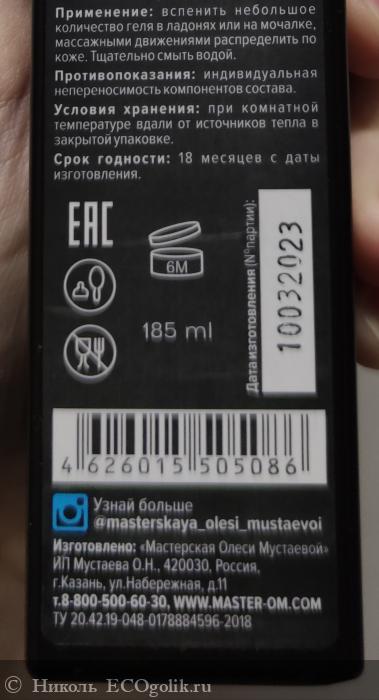 Применение: вспенить небольшое
количество геля в ладонях или на мочалке,
массажными движениями распределить по
коже. Тщательно смыть водой.
Противопоказания: индивидуальная
непереносимость компонентов состава.
Условия хранения: при комнатной
температуре вдали от источников тепла в
закрытой упаковке.
Срок годности: 18 месяцев с даты
изготовления.
EAC
6M
185 ml
Дата изготовления (N°партии):
10032023
4 626015 505086
Узнай больше
@masterskaya_olesi_mustaevoi
Изготовлено: «Мастерская Олеси Мустаевой»
ИП Мустаева О.Н., 420030, Россия,
г.Казань, ул.Набережная, д.11
т.8-800-500-60-30, WWW.MASTER-OM.COM
ТУ 20.42.19-048-0178884596-2018
© Николь ECOgolik.ru